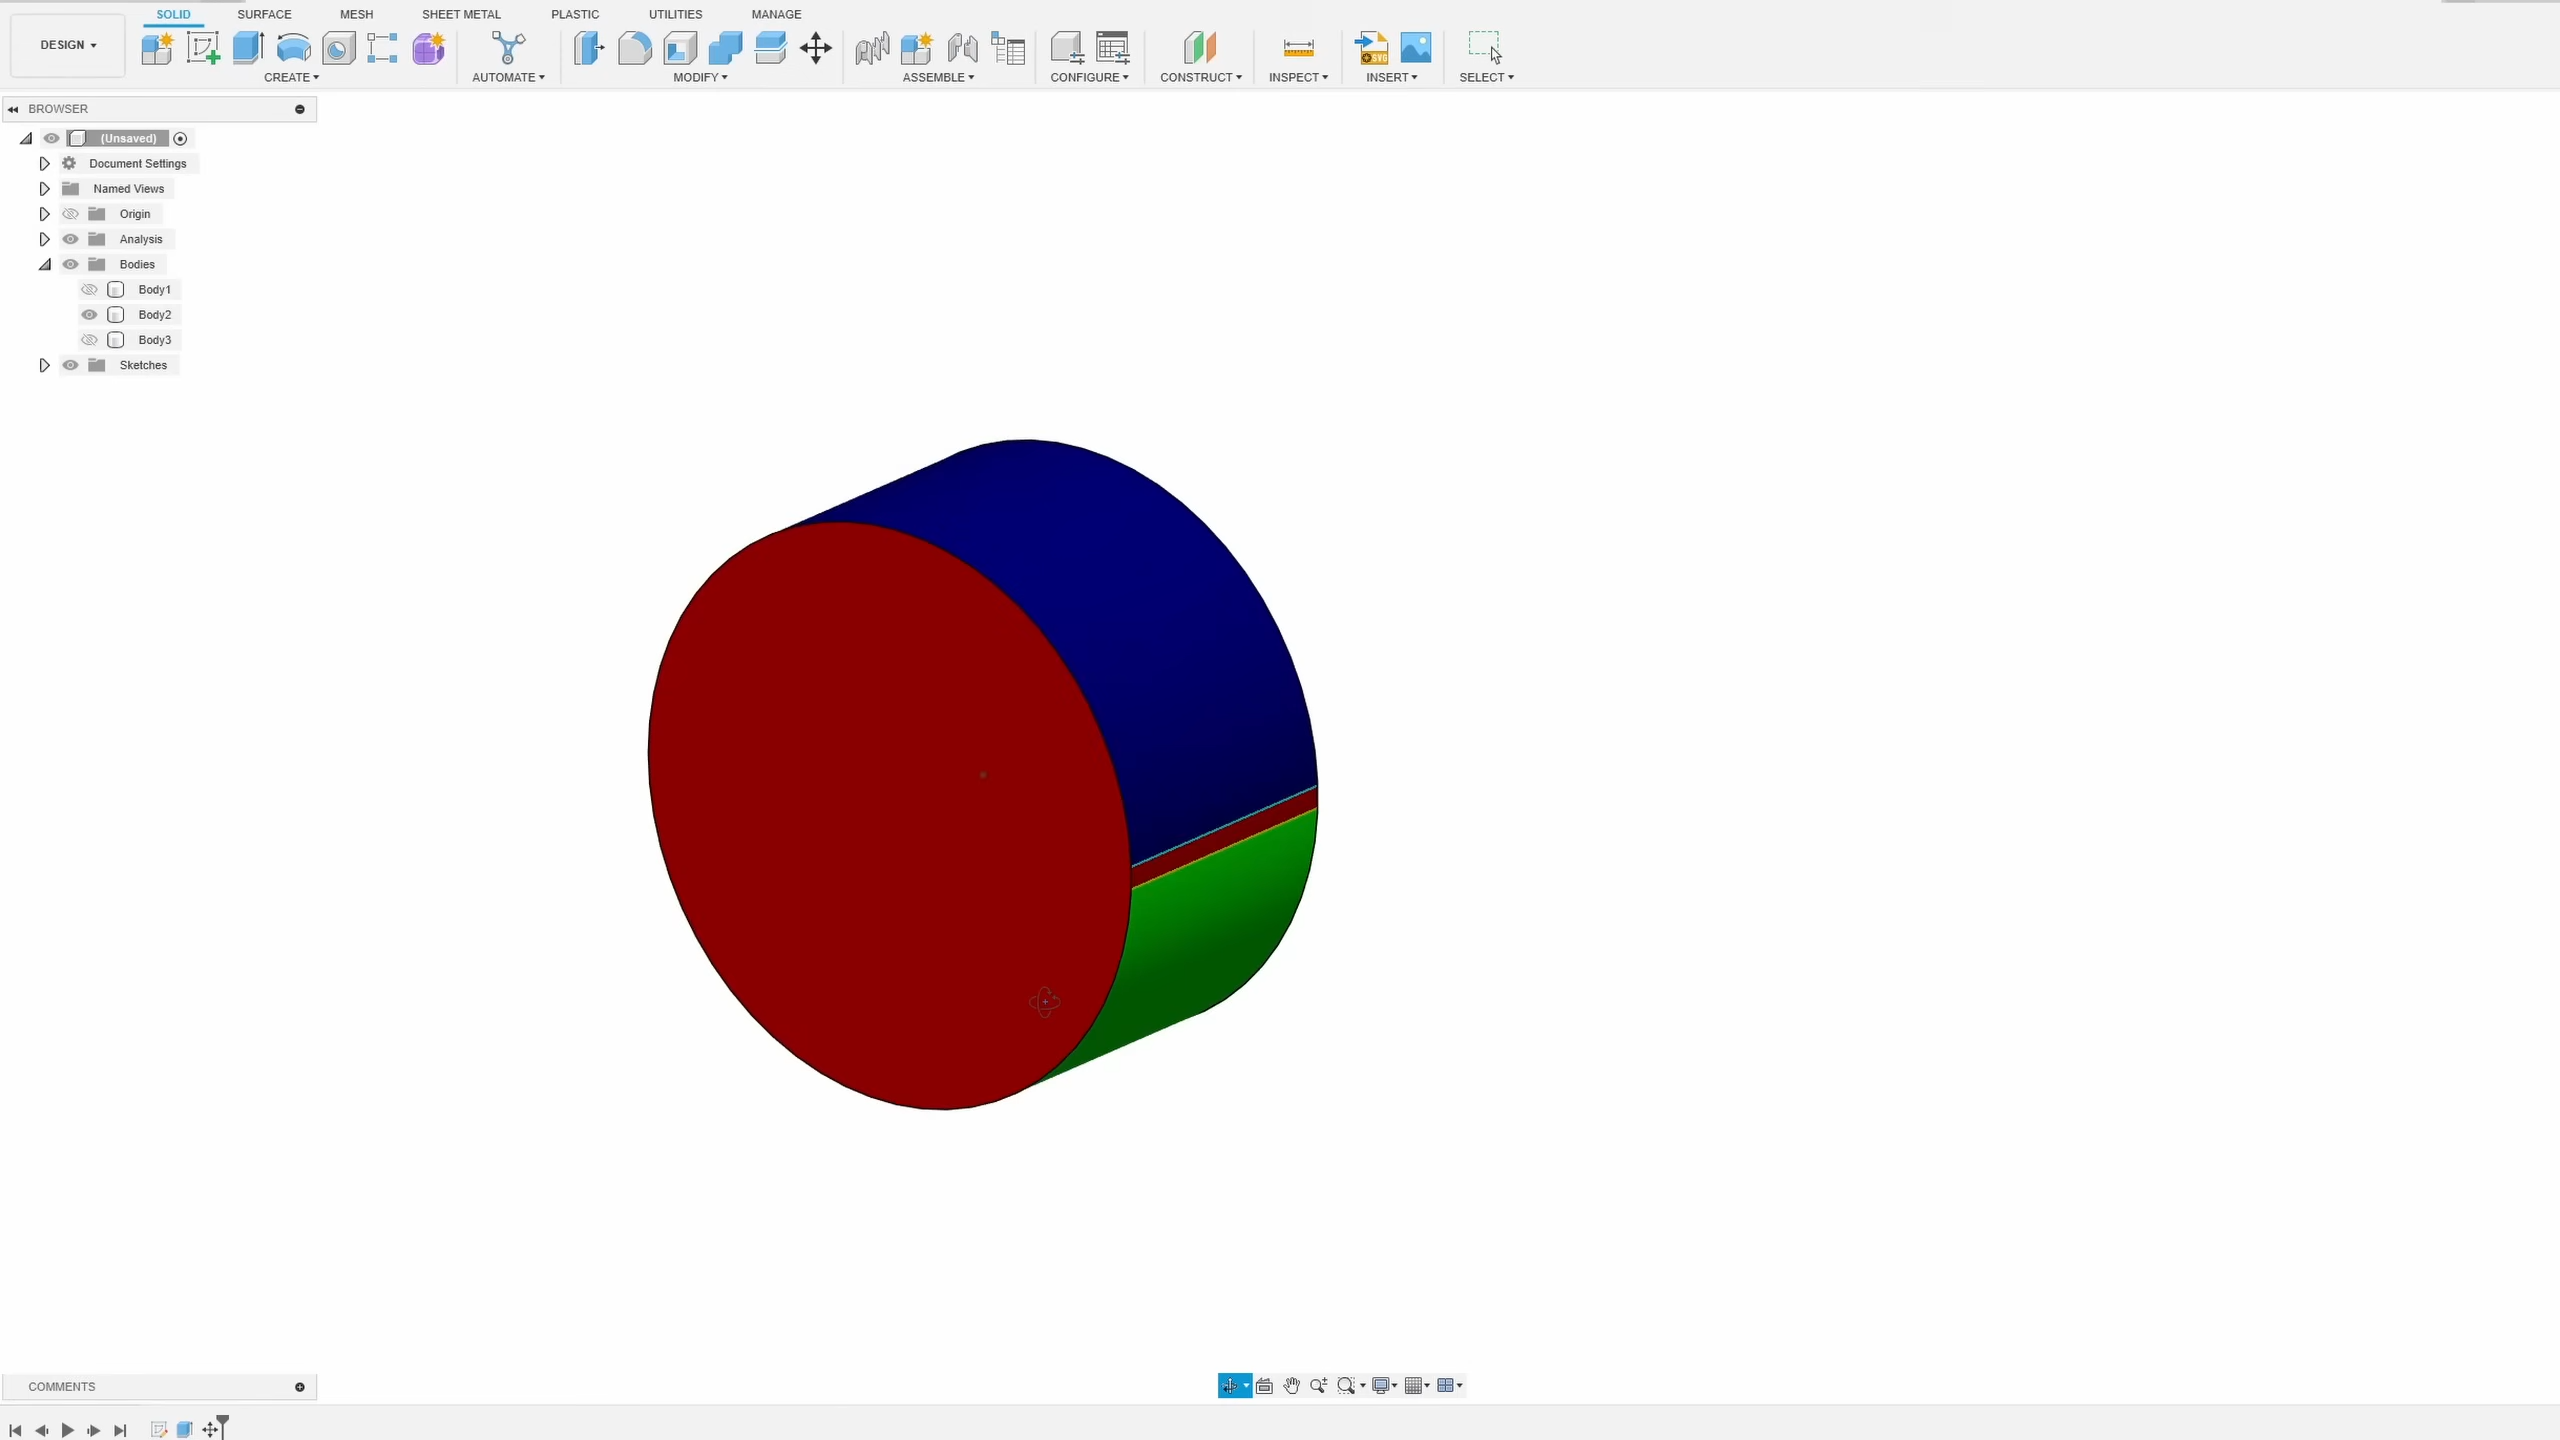 SOLID SURFACE MESH SHEET METAL PLASTIC UTILITIES MANAGE
DESIGN
CREATE AUTOMATE MODIFY ASSEMBLE CONFIGURE CONSTRUCT INSPECT INSERT SELECT
SVG
BROWSER
(Unsaved)
Document Settings
Named Views
Origin
Analysis
Bodies
Body1
Body2
Body3
Sketches
COMMENTS